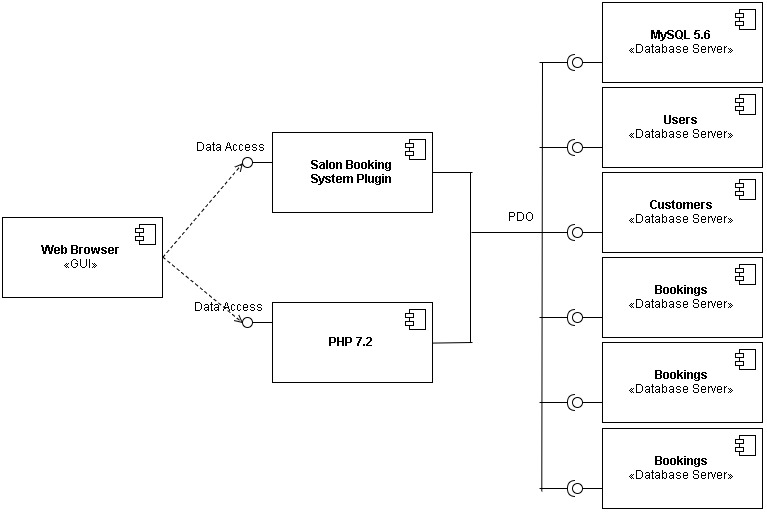 Web Browser
«GUI»
Data Access
Salon Booking
System Plugin
Data Access
PHP 7.2
PDO
MySQL 5.6
«Database Server»
Users
«Database Server»
Customers
«Database Server»
Bookings
«Database Server»
Bookings
«Database Server»
Bookings
«Database Server»